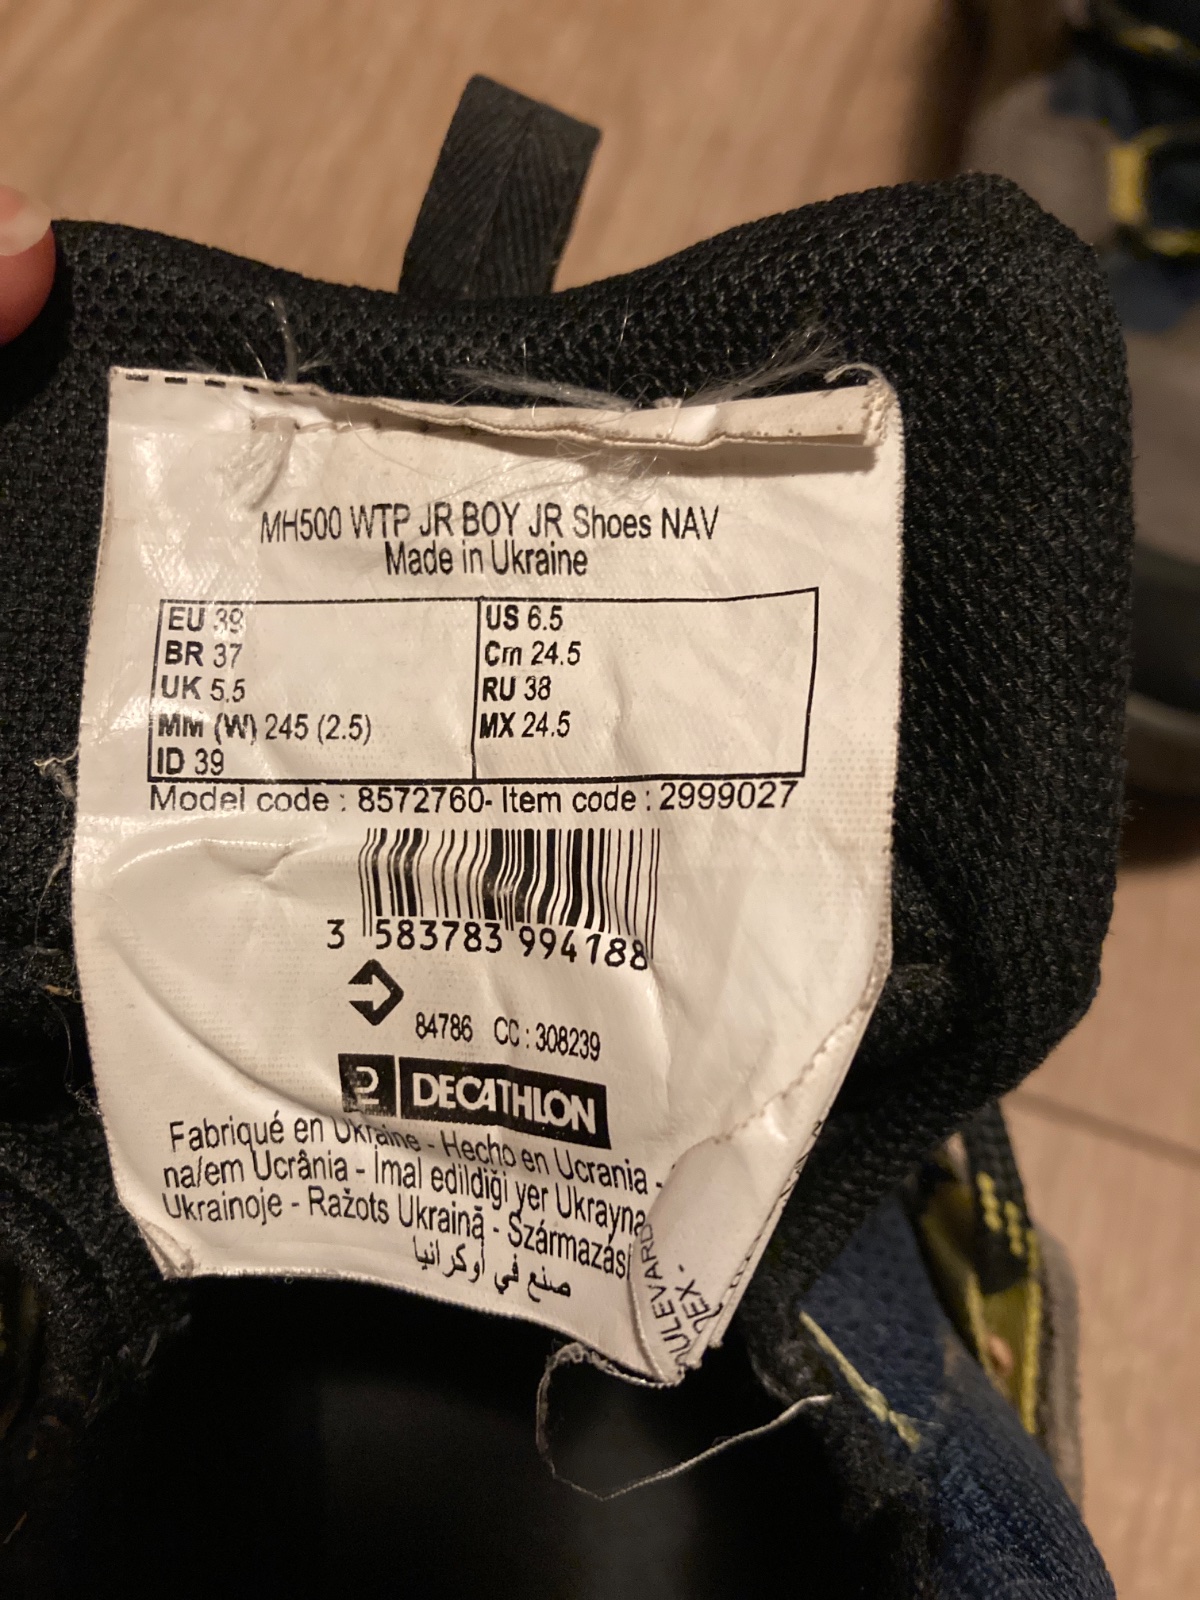 MH500 WTP JR BOY JR Shoes NAV
Made in Ukraine
EU 39 US 6.5
BR 37 Cm 24.5
UK 5.5 RU 38
MM (W) 245 (2.5) MX 24.5
ID 39
Model code : 8572760- Item code : 2999027
3 583783 994188
84786 CC : 308239
DECATHLON
Fabriqué en Ukraine - Hecho en Ucrania -
na/em Ucrânia - İmal edildiği yer Ukrayna
Ukrainoje - Ražots Ukrainā - Származási
صنع في أوكرانيا